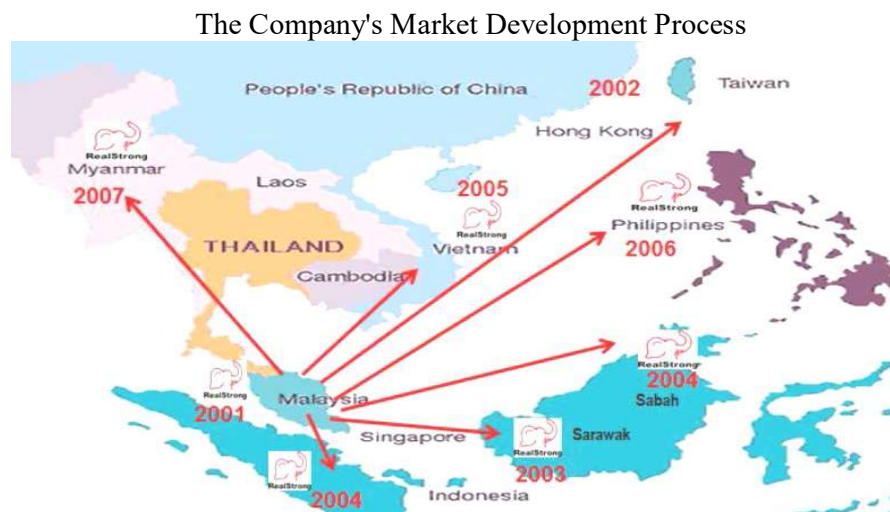 The Company's Market Development Process
People's Republic of China
2002
Taiwan
Hong Kong
RealStrong
Myanmar
2007
Laos
2005
RealStrong
Vietnam
RealStrong
Philippines
2006
THAILAND
Cambodia
RealStrong
2001
Malaysia
RealStrong
2004
Sabah
Singapore
Sarawak
RealStrong
2003
RealStrong
2004
Indonesia